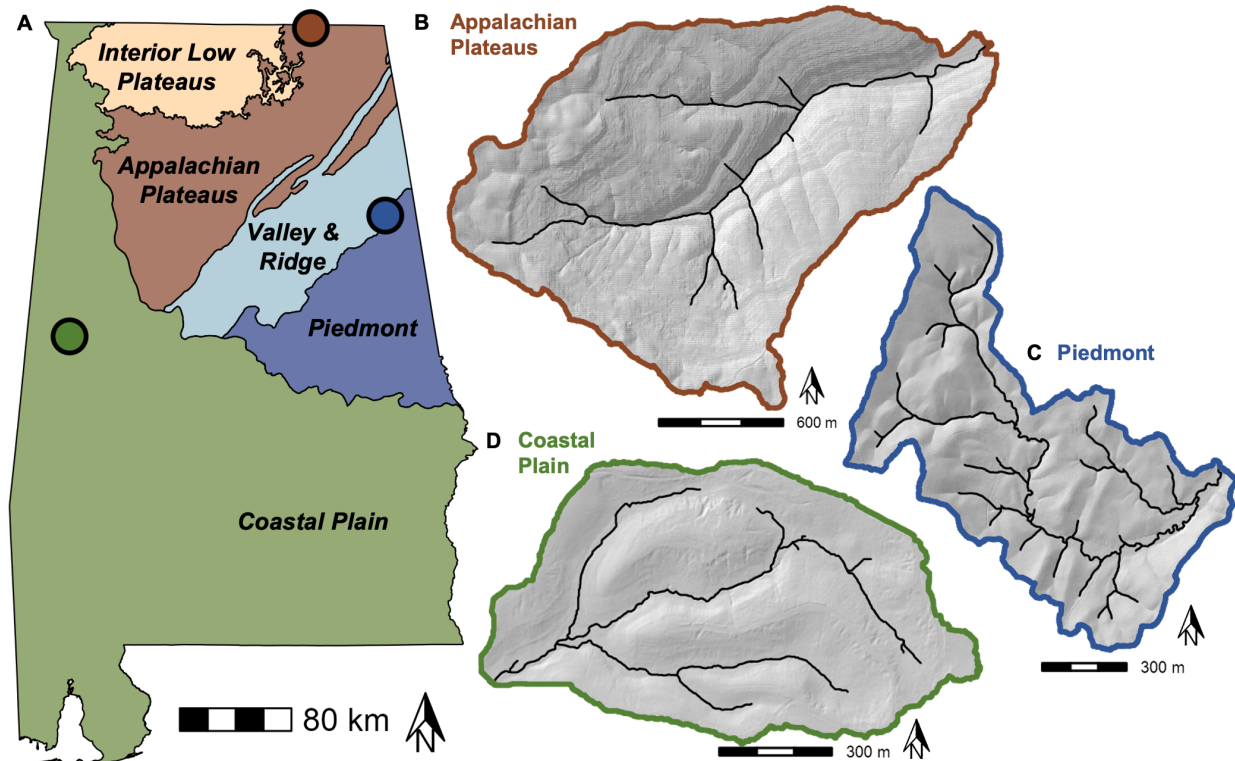 A
Interior Low
Plateaus
Appalachian
Plateaus
Valley &
Ridge
Piedmont
Coastal Plain
80 km
N
B
Appalachian
Plateaus
N
600 m
C
Piedmont
N
300 m
D
Coastal
Plain
N
300 m